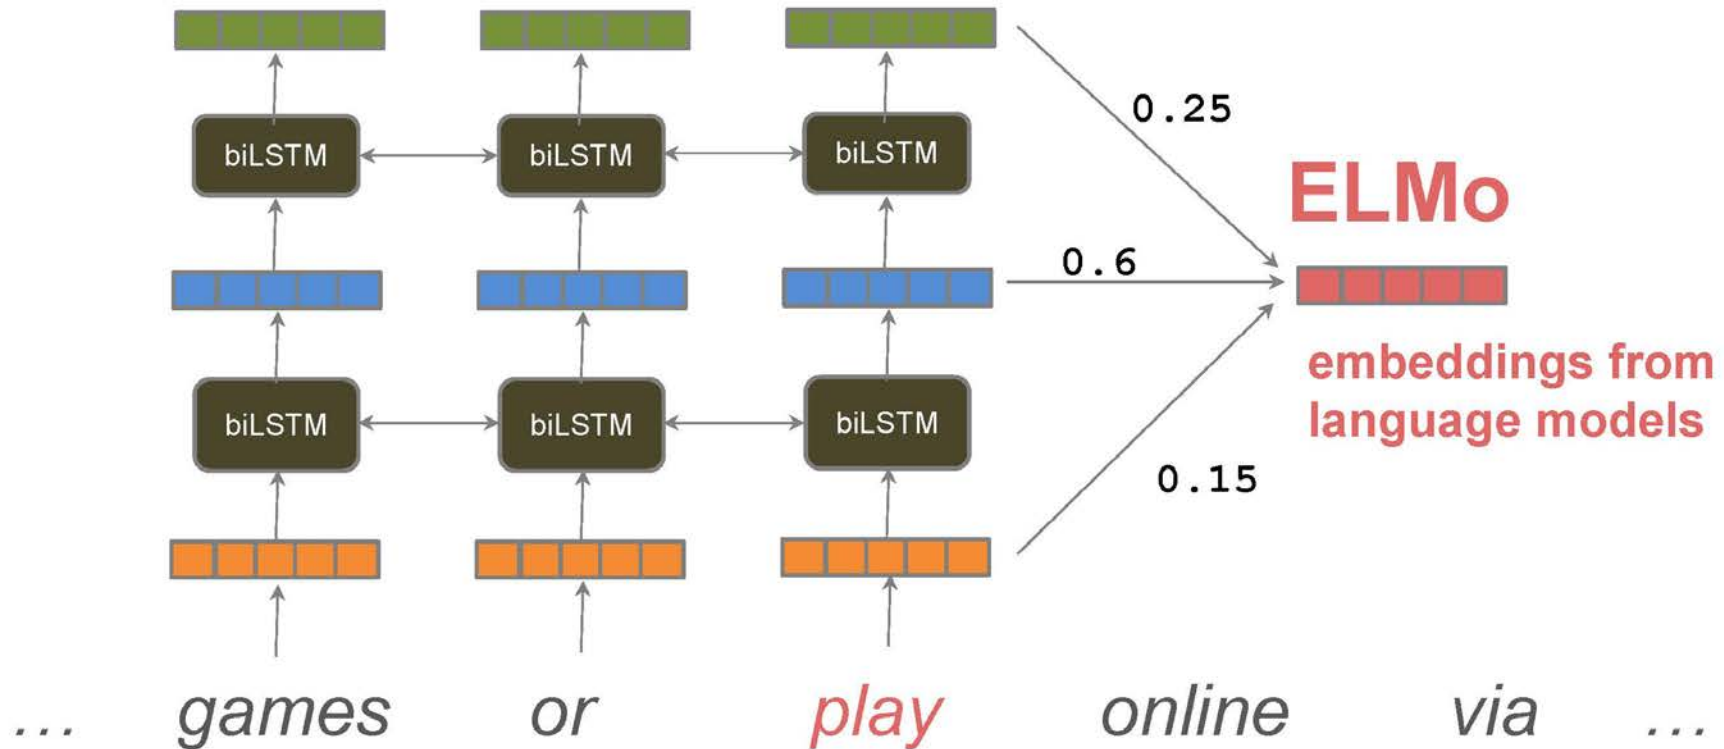 biLSTM biLSTM biLSTM
0.25
ELMo
0.6
embeddings from
language models
biLSTM biLSTM biLSTM
0.15
... games or play online via ...